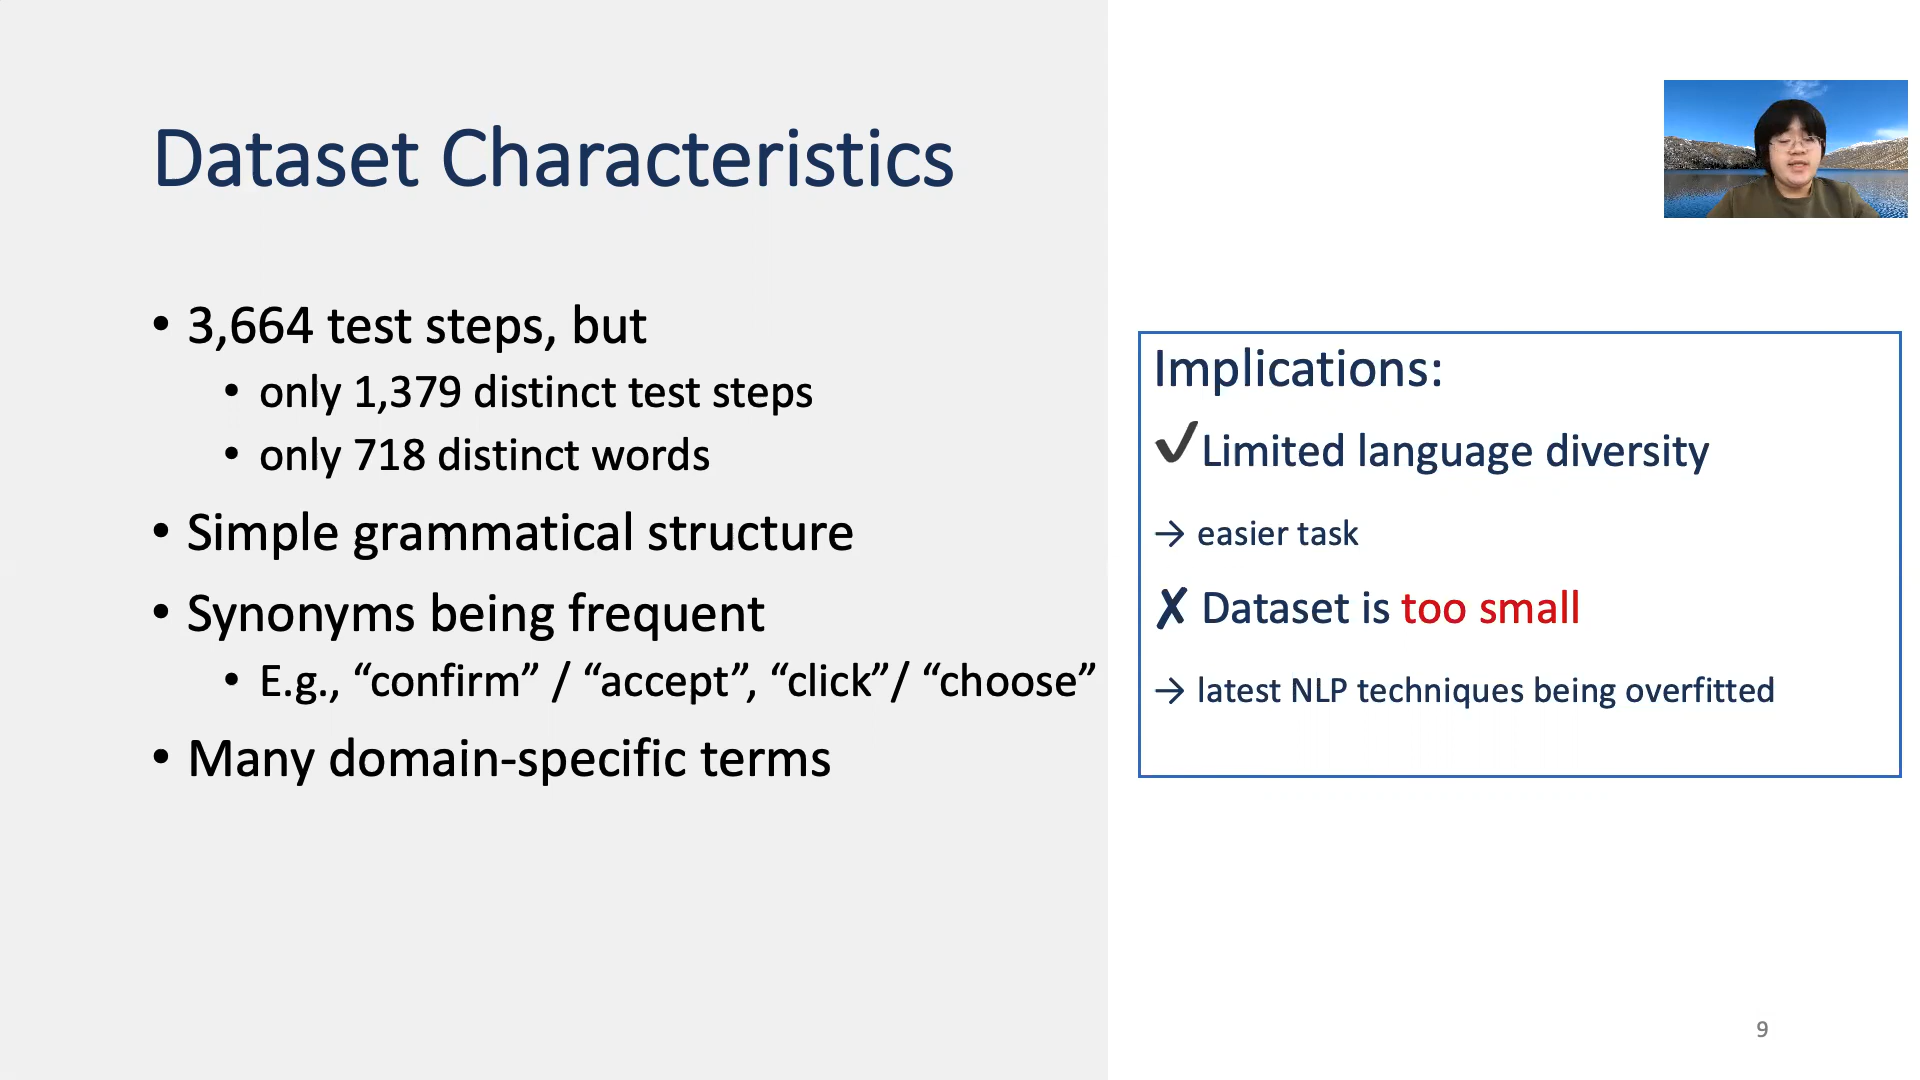 Dataset Characteristics
• 3,664 test steps, but
• only 1,379 distinct test steps
• only 718 distinct words
• Simple grammatical structure
• Synonyms being frequent
• E.g., “confirm” / “accept”, “click”/ “choose”
• Many domain-specific terms
Implications:
✔Limited language diversity
→ easier task
✗ Dataset is too small
→ latest NLP techniques being overfitted
9